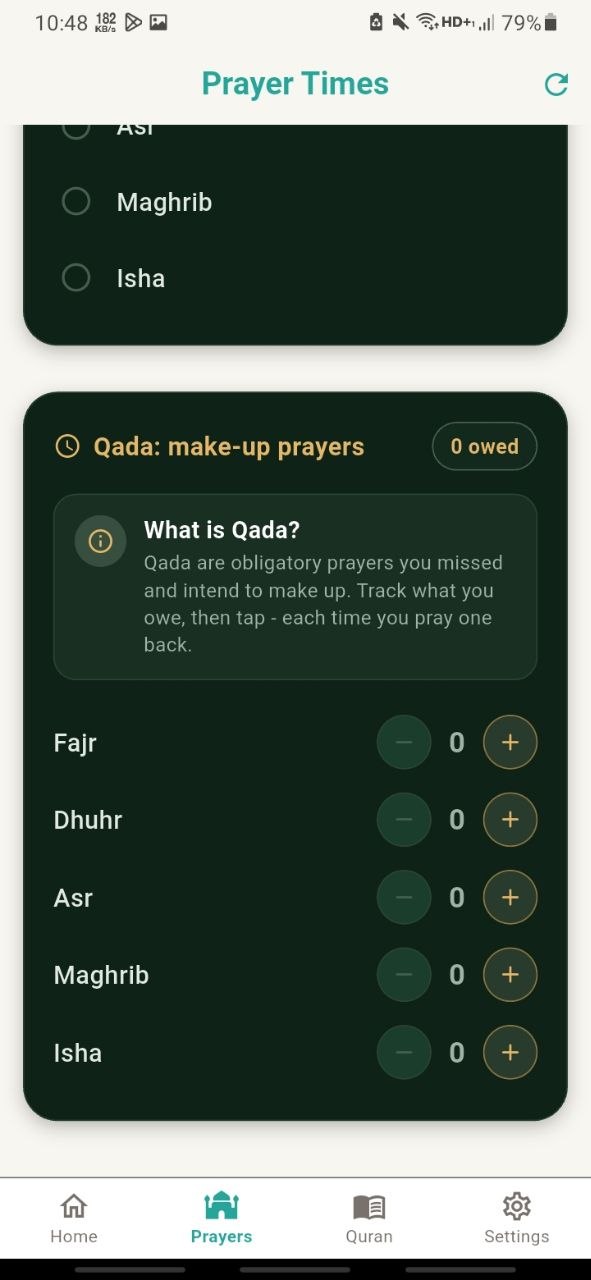 10:48 182 KB/s HD+ 79%
Prayer Times
Asr
Maghrib
Isha
Qada: make-up prayers 0 owed
What is Qada?
Qada are obligatory prayers you missed
and intend to make up. Track what you
owe, then tap - each time you pray one
back.
Fajr − 0 +
Dhuhr − 0 +
Asr − 0 +
Maghrib − 0 +
Isha − 0 +
Home Prayers Quran Settings